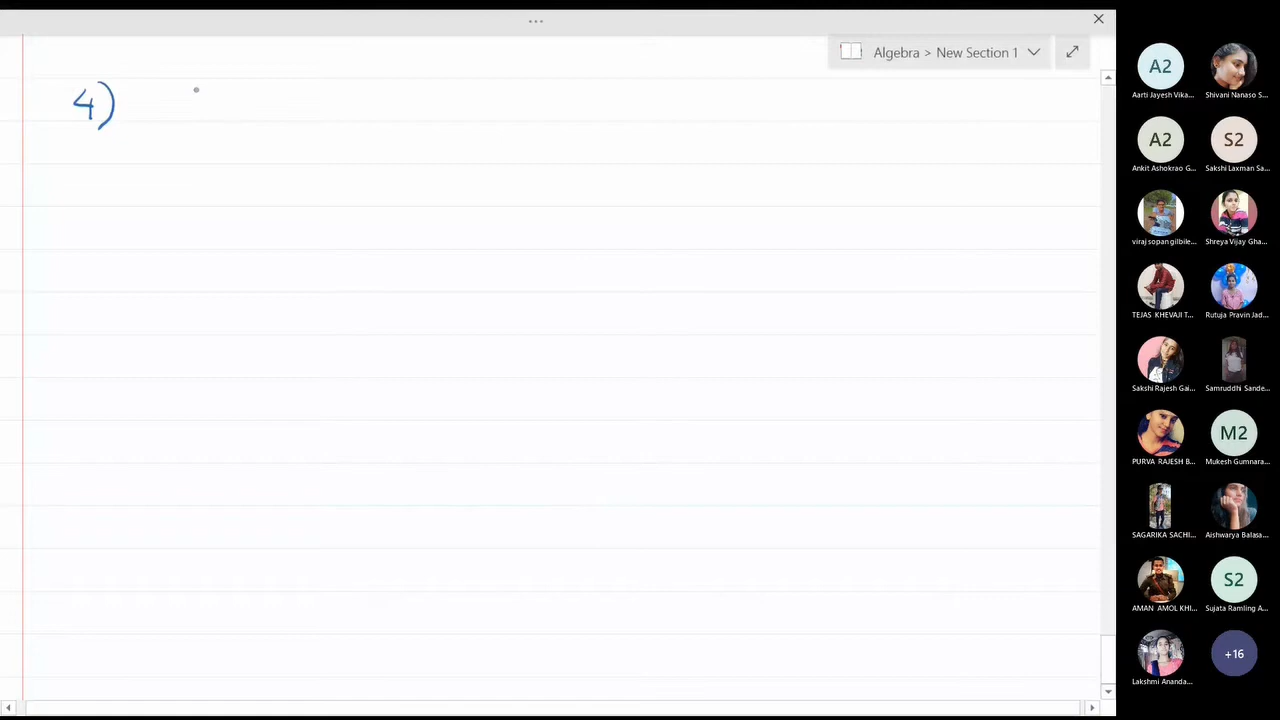 ...
Algebra > New Section 1
4)
A2
Aarti Jayesh Vika...
Shivani Nanaso S...
A2
S2
Ankit Ashokrao G...
Sakshi Laxman Sa...
viraj sopan gilbile...
Shreya Vijay Gha...
TEJAS KHEVAJI T...
Rutuja Pravin Jad...
Sakshi Rajesh Gai...
Samruddhi Sande...
M2
PURVA RAJESH B...
Mukesh Gumnara...
SAGARIKA SACHI...
Aishwarya Balasa...
S2
AMAN AMOL KHI...
Sujata Ramling A...
+16
Lakshmi Ananda...